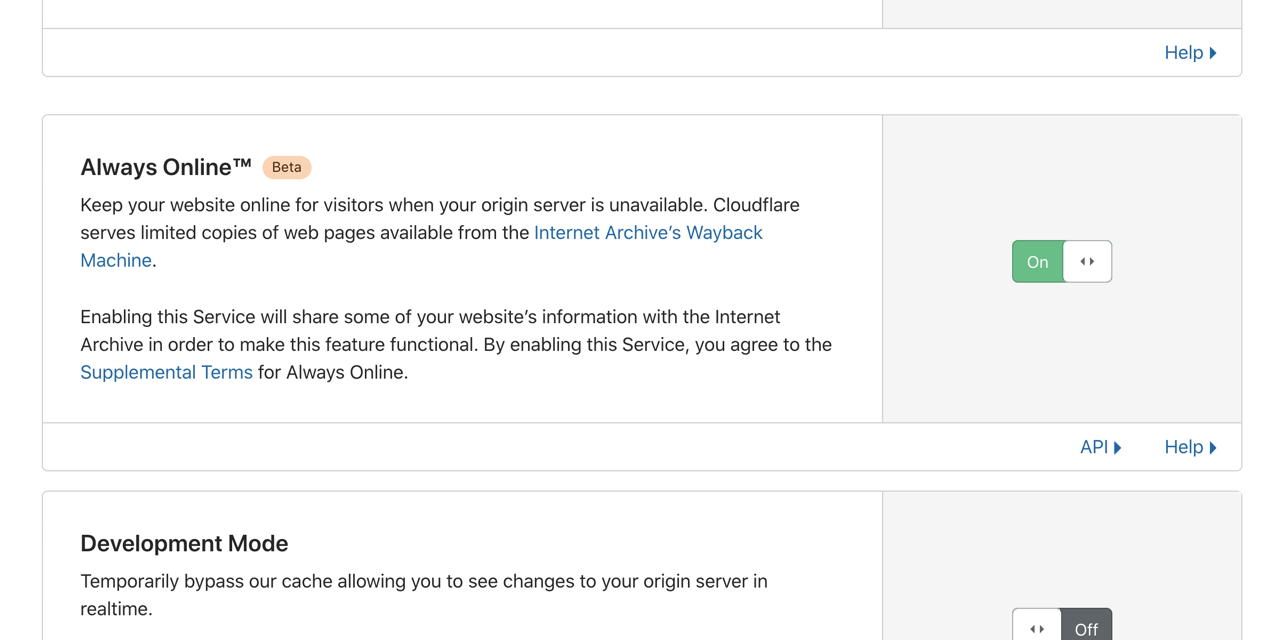 Help
Always Online™ Beta
Keep your website online for visitors when your origin server is unavailable. Cloudflare
serves limited copies of web pages available from the Internet Archive’s Wayback
Machine.
On
Enabling this Service will share some of your website’s information with the Internet
Archive in order to make this feature functional. By enabling this Service, you agree to the
Supplemental Terms for Always Online.
API Help
Development Mode
Temporarily bypass our cache allowing you to see changes to your origin server in
realtime.
Off